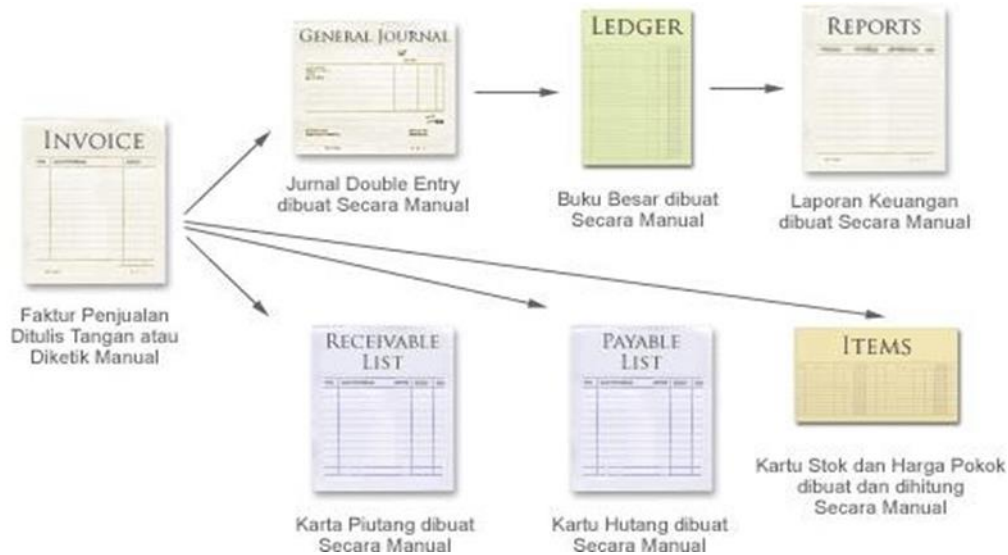 GENERAL JOURNAL
LEDGER
REPORTS
INVOICE
Jurnal Double Entry
dibuat Secara Manual
Buku Besar dibuat
Secara Manual
Laporan Keuangan
dibuat Secara Manual
Faktur Penjualan
Ditulis Tangan atau
Diketik Manual
RECEIVABLE
LIST
PAYABLE
LIST
ITEMS
Karta Piutang dibuat
Secara Manual
Kartu Hutang dibuat
Secara Manual
Kartu Stok dan Harga Pokok
dibuat dan dihitung
Secara Manual